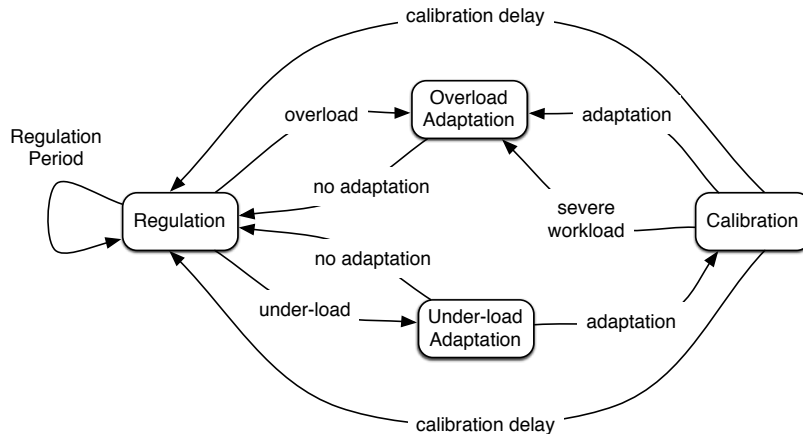 calibration delay
Overload
Adaptation
overload
adaptation
Regulation
Period
no adaptation
Regulation
severe
workload
Calibration
no adaptation
under-load
Under-load
Adaptation
adaptation
calibration delay